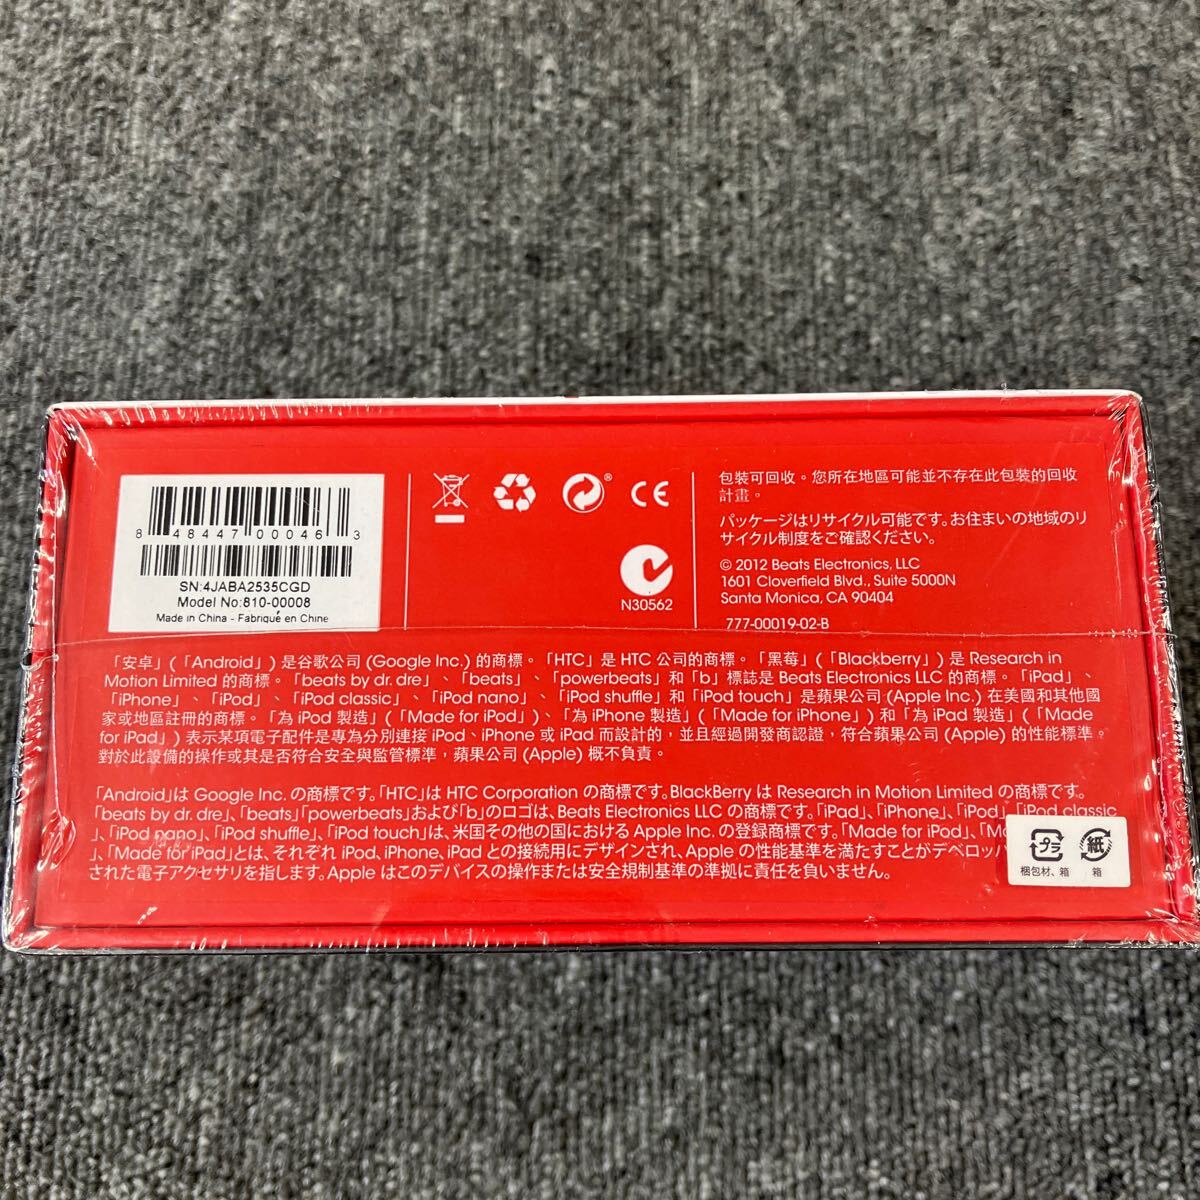 8 48447 00046 3
SN:4JABA2535CGD
Model No:810-00008
Made in China - Fabriqué en Chine
®
CE
N30562
包裝可回收。您所在地區可能並不存在此包裝的回收
計畫。
パッケージはリサイクル可能です。お住まいの地域のリ
サイクル制度をご確認ください。
© 2012 Beats Electronics, LLC
1601 Cloverfield Blvd., Suite 5000N
Santa Monica, CA 90404
777-00019-02-B
「安卓」(「Android」) 是谷歌公司 (Google Inc.) 的商標。「HTC」是 HTC 公司的商標。「黑莓」(「Blackberry」) 是 Research in
Motion Limited 的商標。「beats by dr. dre」、「beats」、「powerbeats」和「b」標誌是 Beats Electronics LLC 的商標。「iPad」、
「iPhone」、「iPod」、「iPod classic」、「iPod nano」、「iPod shuffle」和「iPod touch」是蘋果公司 (Apple Inc.) 在美國和其他國
家或地區註冊的商標。「為 iPod 製造」(「Made for iPod」)、「為 iPhone 製造」(「Made for iPhone」) 和「為 iPad 製造」(「Made
for iPad」) 表示某項電子配件是專為分別連接 iPod、iPhone 或 iPad 而設計的，並且經過開發商認證，符合蘋果公司 (Apple) 的性能標準。
對於此設備的操作或其是否符合安全與監管標準，蘋果公司 (Apple) 概不負責。
「Android」は Google Inc. の商標です。「HTC」は HTC Corporation の商標です。BlackBerry は Research in Motion Limited の商標です。
「beats by dr. dre」、「beats」「powerbeats」および「b」のロゴは、Beats Electronics LLC の商標です。「iPad」、「iPhone」、「iPod」、「iPod classic
」、「iPod nano」、「iPod shuffle」、「iPod touch」は、米国その他の国における Apple Inc. の登録商標です。「Made for iPod」、「M
」、「Made for iPad」とは、それぞれ iPod、iPhone、iPad との接続用にデザインされ、Apple の性能基準を満たすことがデベロッパ
された電子アクセサリを指します。Apple はこのデバイスの操作または安全規制基準の準拠に責任を負いません。
プラ 紙
梱包材、箱 箱